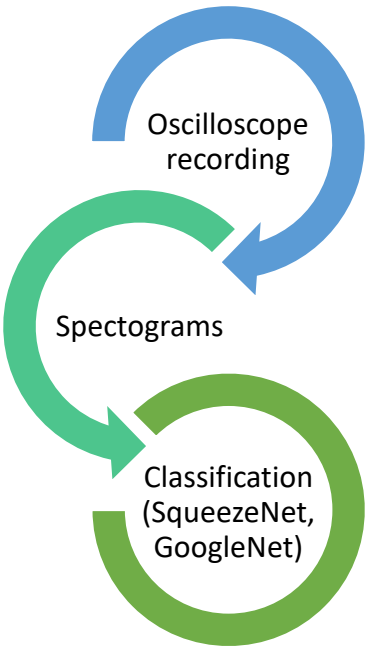 Oscilloscope
recording
Spectograms
Classification
(SqueezeNet,
GoogleNet)